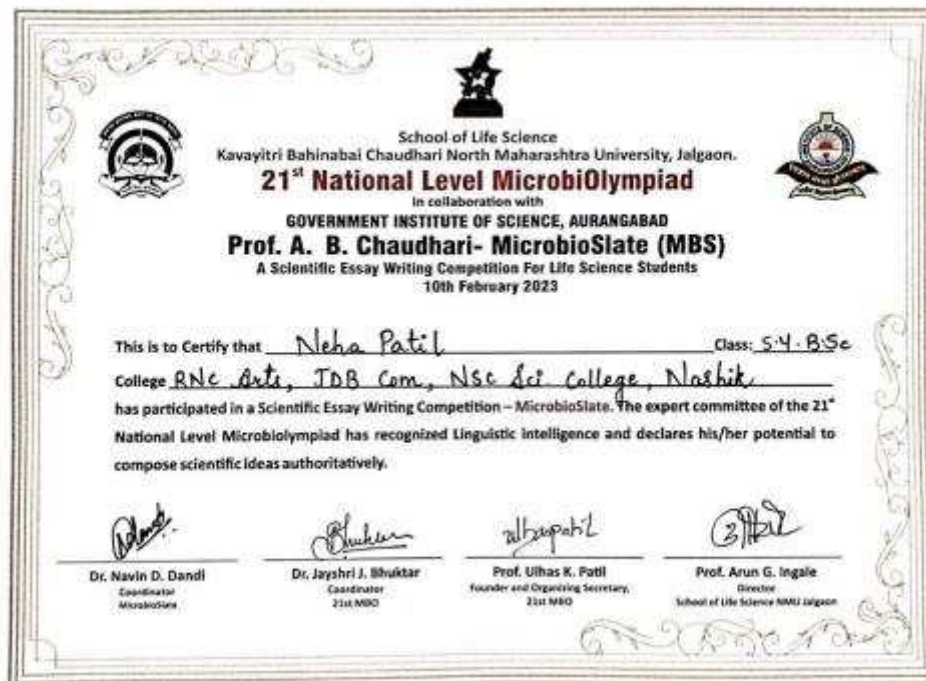 School of Life Science
Kavayitri Bahinabai Chaudhari North Maharashtra University, Jalgaon.
21st National Level MicrobiOlympiad
In collaboration with
GOVERNMENT INSTITUTE OF SCIENCE, AURANGABAD
Prof. A. B. Chaudhari- MicrobioSlate (MBS)
A Scientific Essay Writing Competition For Life Science Students
10th February 2023
This is to Certify that Neha Patil Class: S.Y.B.Sc
College RNC Arts, JDB Com, NSC Sci. College, Nashik
has participated in a Scientific Essay Writing Competition – MicrobioSlate. The expert committee of the 21st
National Level Microbiolympiad has recognized Linguistic intelligence and declares his/her potential to
compose scientific ideas authoritatively.
Dr. Navin D. Dandi
Coordinator
MicrobioSlate
Dr. Jayshri J. Bhuktar
Coordinator
21st MBO
Prof. Ulhas K. Patil
Founder and Organizing Secretary,
21st MBO
Prof. Arun G. Ingale
Director
School of Life Science NMU Jalgaon